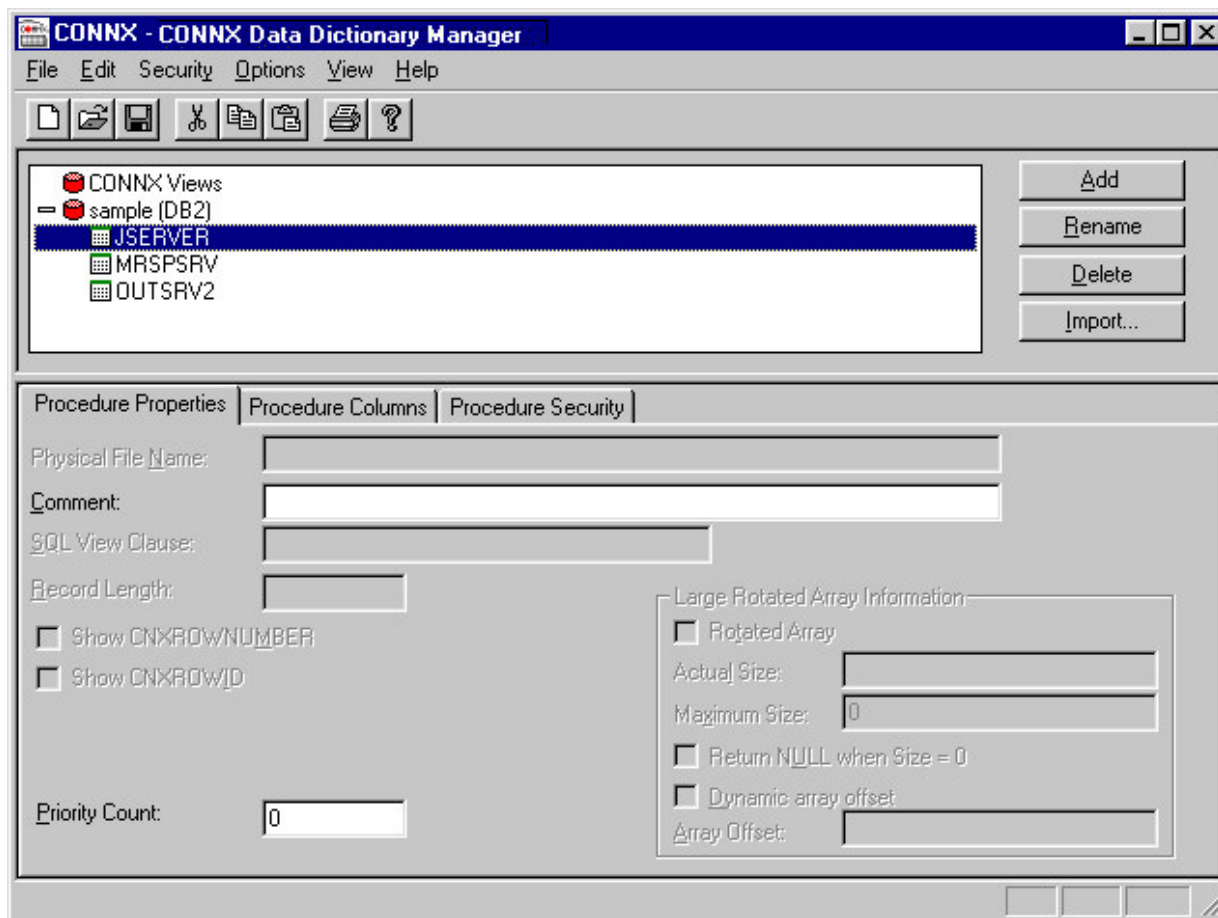 CONNX - CONNX Data Dictionary Manager
File Edit Security Options View Help
CONNX Views
sample (DB2)
JSERVER
MRSPSRV
OUTSRV2
Add
Rename
Delete
Import...
Procedure Properties Procedure Columns Procedure Security
Physical File Name:
Comment:
SQL View Clause:
Record Length:
Show CNXROWNUMBER
Show CNXROWID
Priority Count: 0
Large Rotated Array Information
Rotated Array
Actual Size:
Maximum Size: 0
Return NULL when Size = 0
Dynamic array offset
Array Offset: